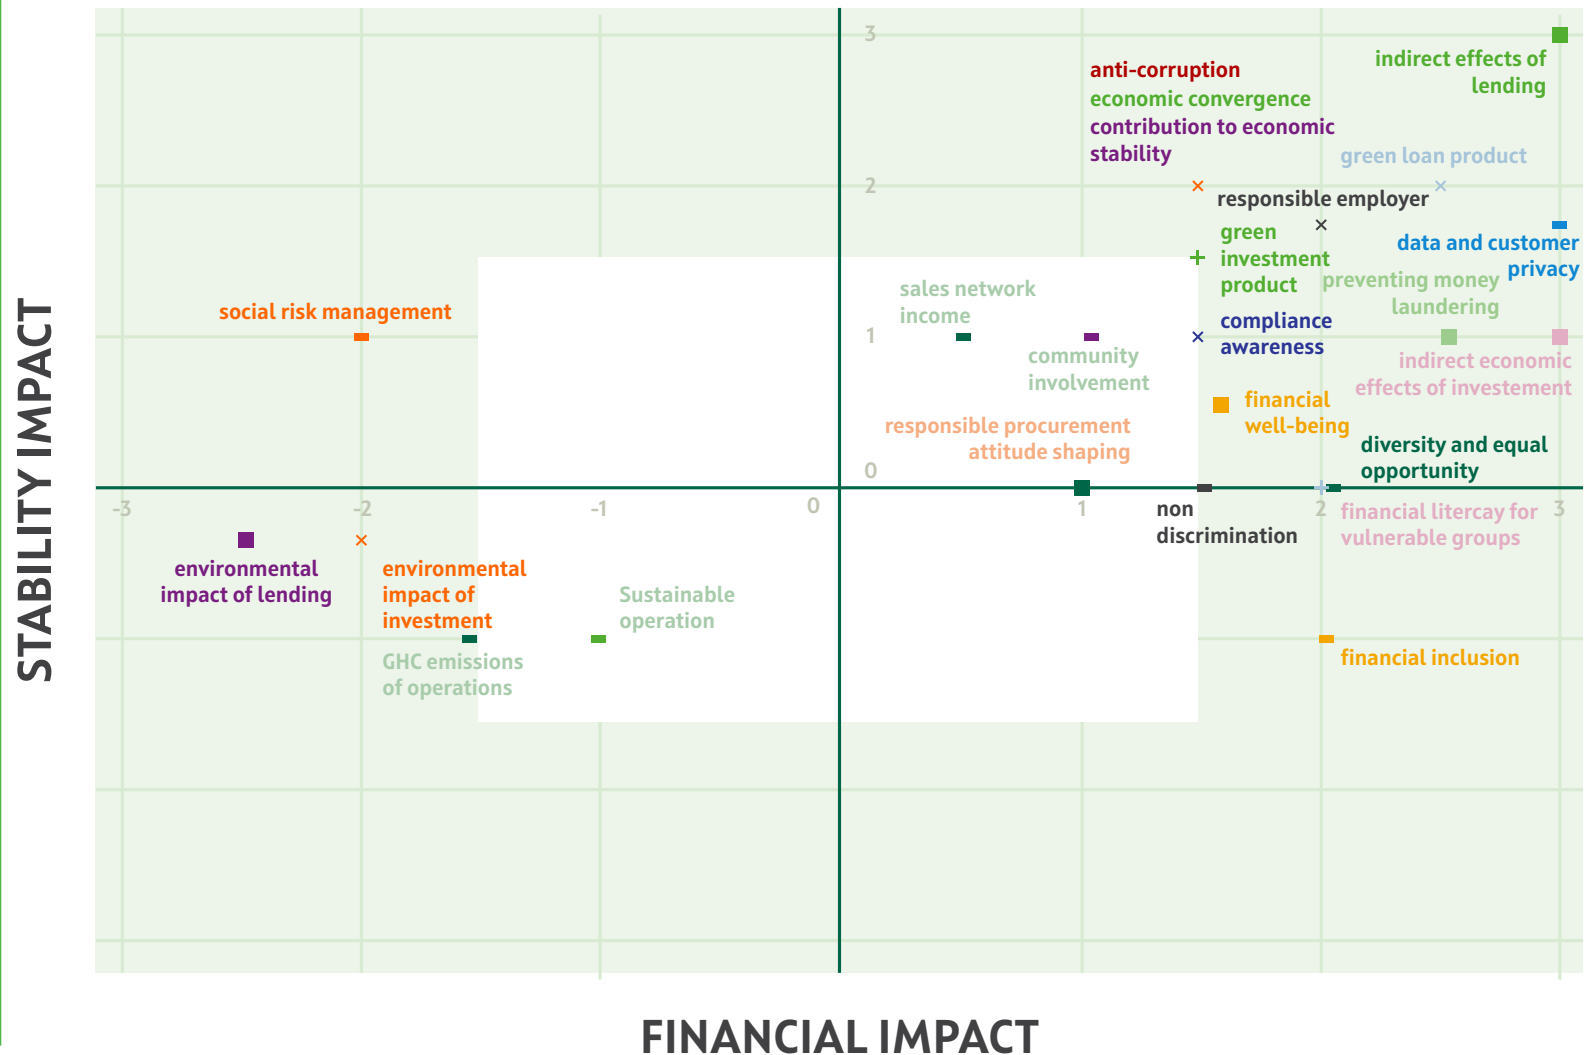 STABILITY IMPACT
3
indirect effects of
lending
anti-corruption
economic convergence
contribution to economic
stability
green loan product
2
responsible employer
green
investment
product
data and customer
privacy
preventing money
laundering
sales network
income
social risk management
compliance
awareness
1
community
involvement
indirect economic
effects of investement
financial
well-being
responsible procurement
attitude shaping
diversity and equal
opportunity
0
-3
-2
-1
0
1
2
3
non
discrimination
financial litercay for
vulnerable groups
environmental
impact of lending
environmental
impact of
investment
Sustainable
operation
GHC emissions
of operations
financial inclusion
FINANCIAL IMPACT